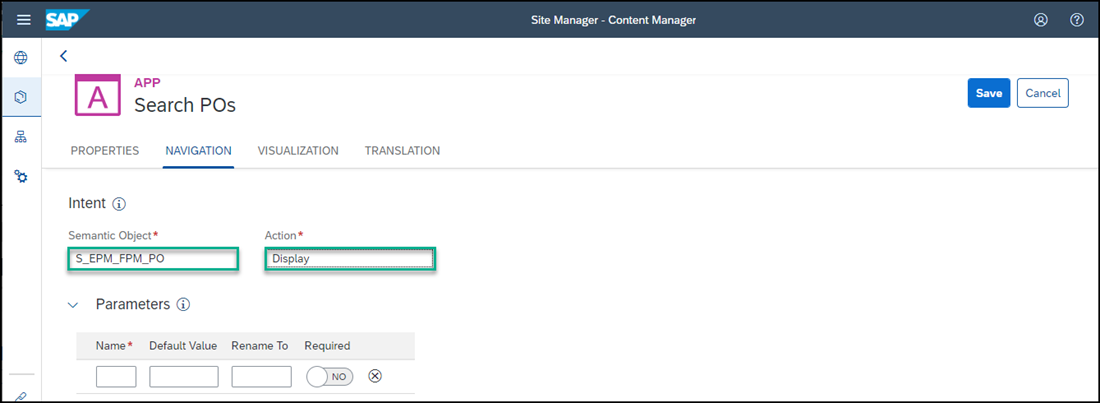 SAP Site Manager - Content Manager
APP
A
Search POs
Save Cancel
PROPERTIES NAVIGATION VISUALIZATION TRANSLATION
Intent
Semantic Object* Action*
S_EPM_FPM_PO Display
Parameters
Name* Default Value Rename To Required
NO